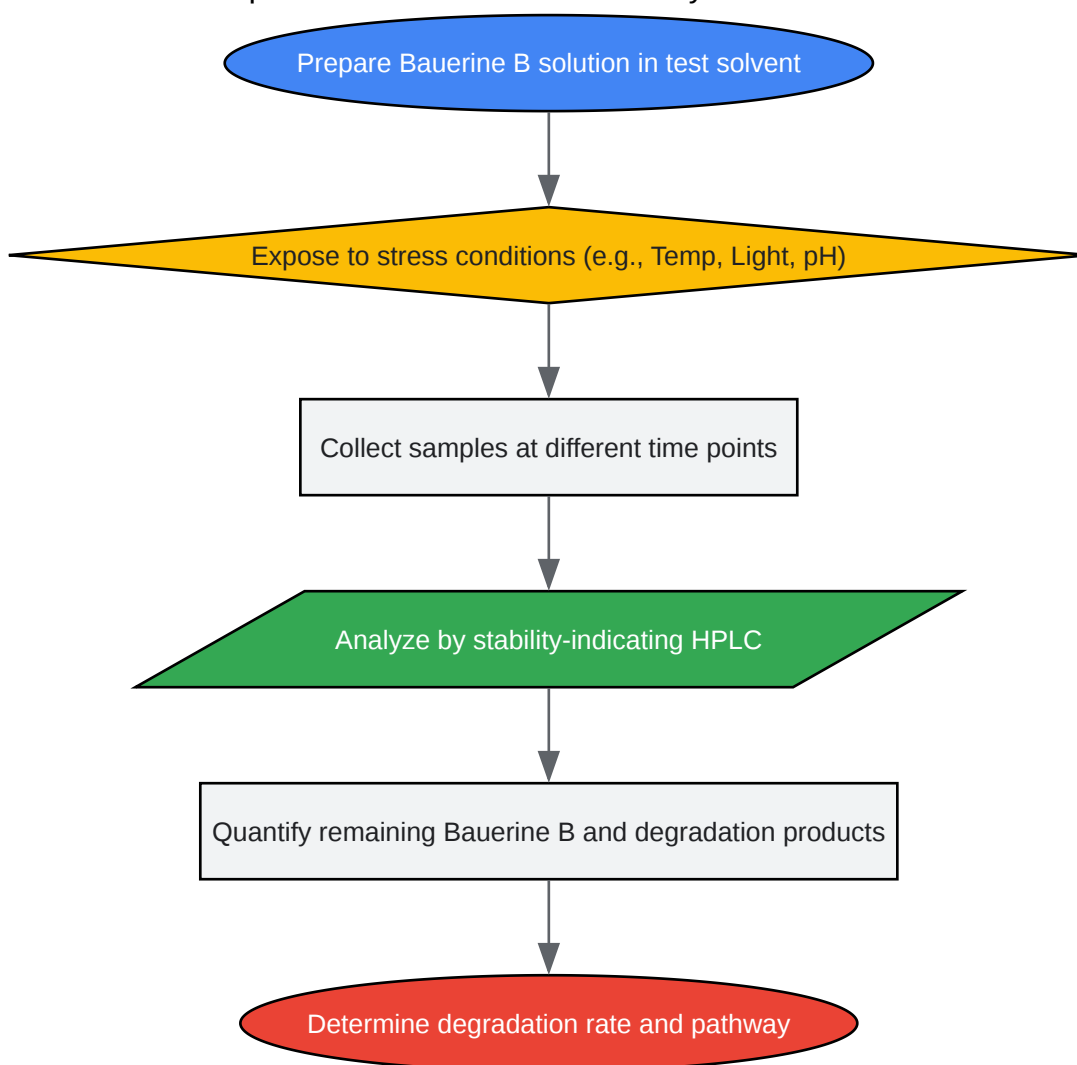 Prepare Bauerine B solution in test solvent
Expose to stress conditions (e.g., Temp, Light, pH)
Collect samples at different time points
Analyze by stability-indicating HPLC
Quantify remaining Bauerine B and degradation products
Determine degradation rate and pathway